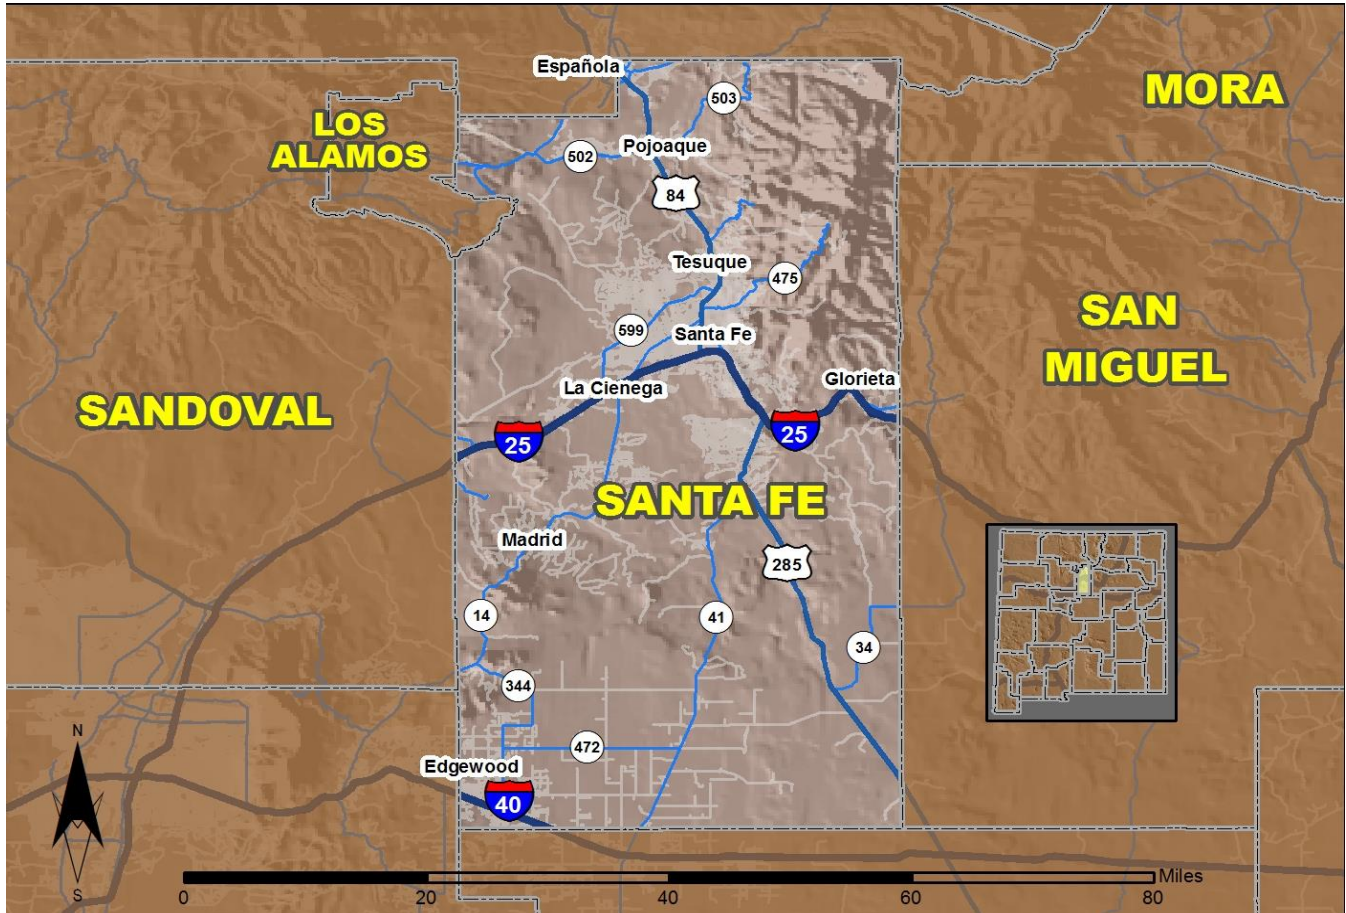 Española
503
MORA
LOS
ALAMOS
502
Pojoaque
84
Tesuque
475
599
Santa Fe
SAN
MIGUEL
La Cienega
Glorieta
SANDOVAL
25
25
SANTA FE
Madrid
285
14
41
34
344
472
Edgewood
40
N
S
Miles
0
20
40
60
80